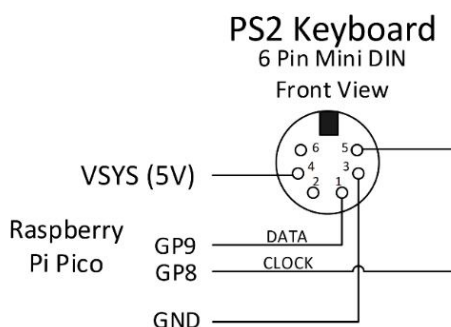 PS2 Keyboard
6 Pin Mini DIN
Front View
6 5
4 3
2 1
VSYS (5V)
Raspberry
Pi Pico
GP9 DATA
GP8 CLOCK
GND